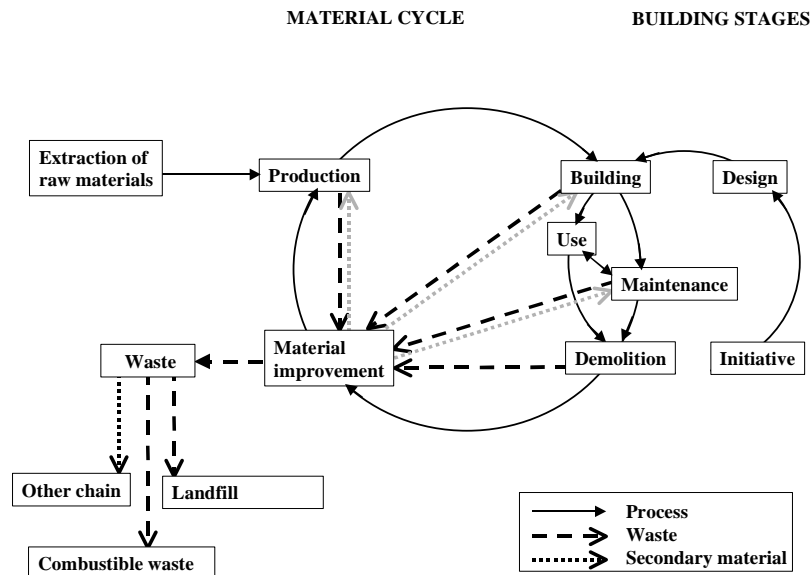 MATERIAL CYCLE
BUILDING STAGES
Extraction of
raw materials
Production
Building
Design
Use
Maintenance
Waste
Material
improvement
Demolition
Initiative
Other chain
Landfill
Combustible waste
Process
Waste
Secondary material